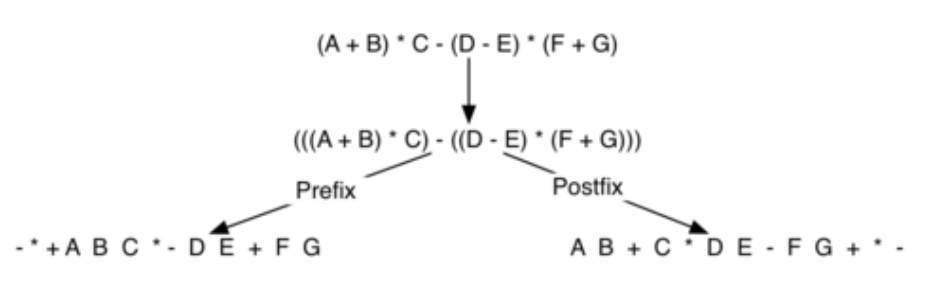 (A + B) * C - (D - E) * (F + G)
(((A + B) * C) - ((D - E) * (F + G)))
Prefix
Postfix
- * + A B C * - D E + F G
A B + C * D E - F G + * -